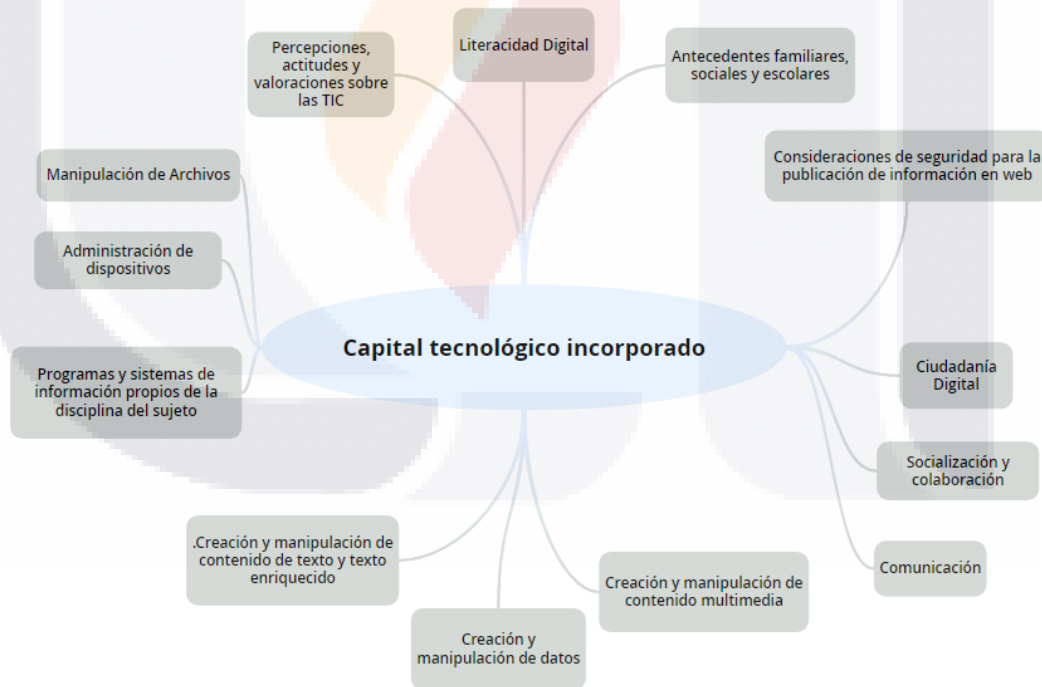 Percepciones,
actitudes y
valoraciones sobre
las TIC
Literacidad Digital
Antecedentes familiares,
sociales y escolares
Consideraciones de seguridad para la
publicación de información en web
Manipulación de Archivos
Administración de
dispositivos
Programas y sistemas de
información propios de la
disciplina del sujeto
Capital tecnológico incorporado
Ciudadanía
Digital
Socialización y
colaboración
Comunicación
.Creación y manipulación de
contenido de texto y texto
enriquecido
Creación y
manipulación de datos
Creación y manipulación de
contenido multimedia